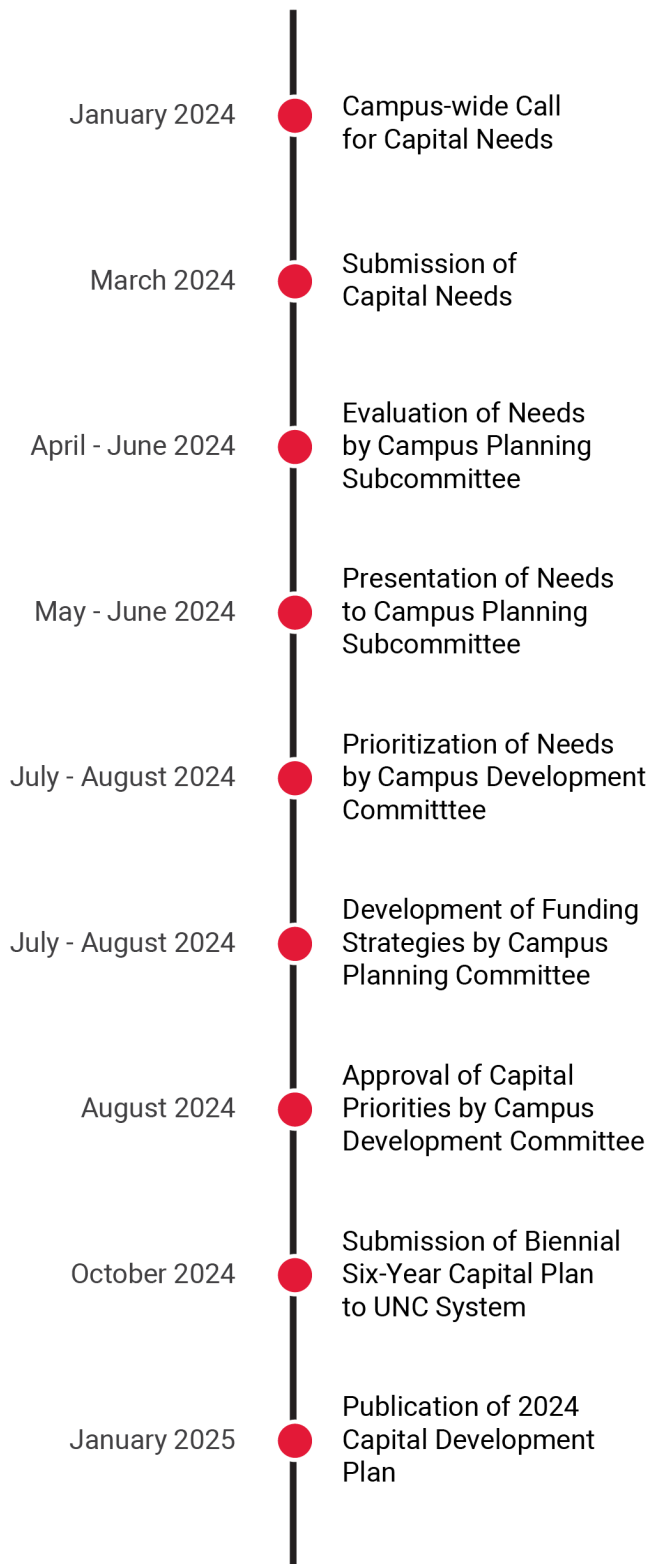 January 2024
Campus-wide Call
for Capital Needs
March 2024
Submission of
Capital Needs
April - June 2024
Evaluation of Needs
by Campus Planning
Subcommittee
May - June 2024
Presentation of Needs
to Campus Planning
Subcommittee
July - August 2024
Prioritization of Needs
by Campus Development
Committtee
July - August 2024
Development of Funding
Strategies by Campus
Planning Committee
August 2024
Approval of Capital
Priorities by Campus
Development Committee
October 2024
Submission of Biennial
Six-Year Capital Plan
to UNC System
January 2025
Publication of 2024
Capital Development
Plan